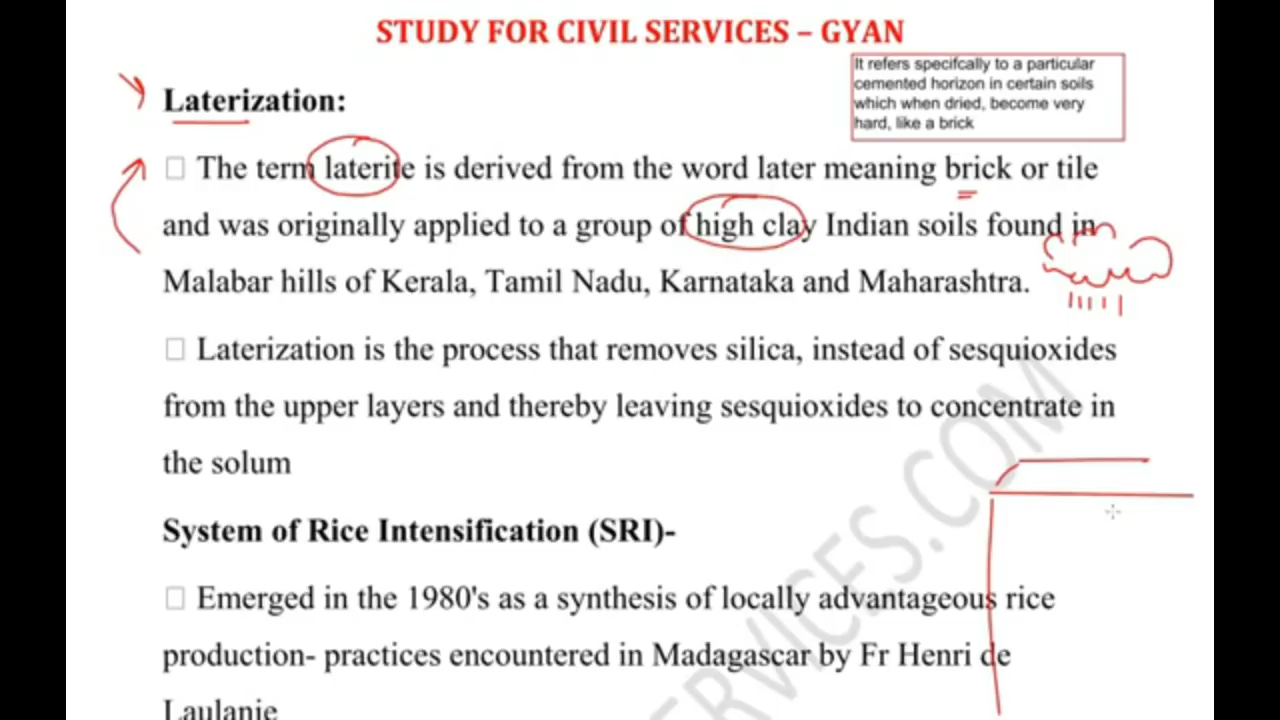 STUDY FOR CIVIL SERVICES – GYAN
It refers specifcally to a particular
cemented horizon in certain soils
which when dried, become very
hard, like a brick
Laterization:
The term laterite is derived from the word later meaning brick or tile
and was originally applied to a group of high clay Indian soils found in
Malabar hills of Kerala, Tamil Nadu, Karnataka and Maharashtra.
Laterization is the process that removes silica, instead of sesquioxides
from the upper layers and thereby leaving sesquioxides to concentrate in
the solum
System of Rice Intensification (SRI)-
Emerged in the 1980's as a synthesis of locally advantageous rice
production- practices encountered in Madagascar by Fr Henri de
Laulanie
ERVICES.COM